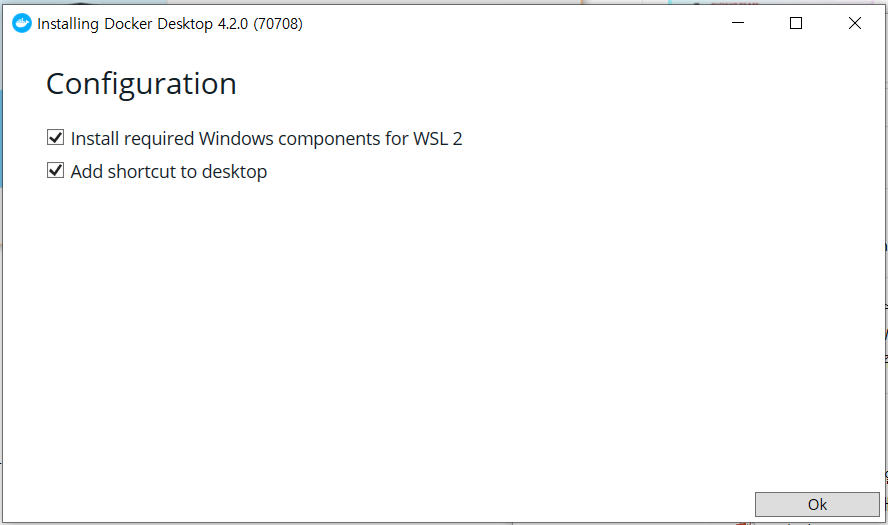 Installing Docker Desktop 4.2.0 (70708)
Configuration
Install required Windows components for WSL 2
Add shortcut to desktop
Ok